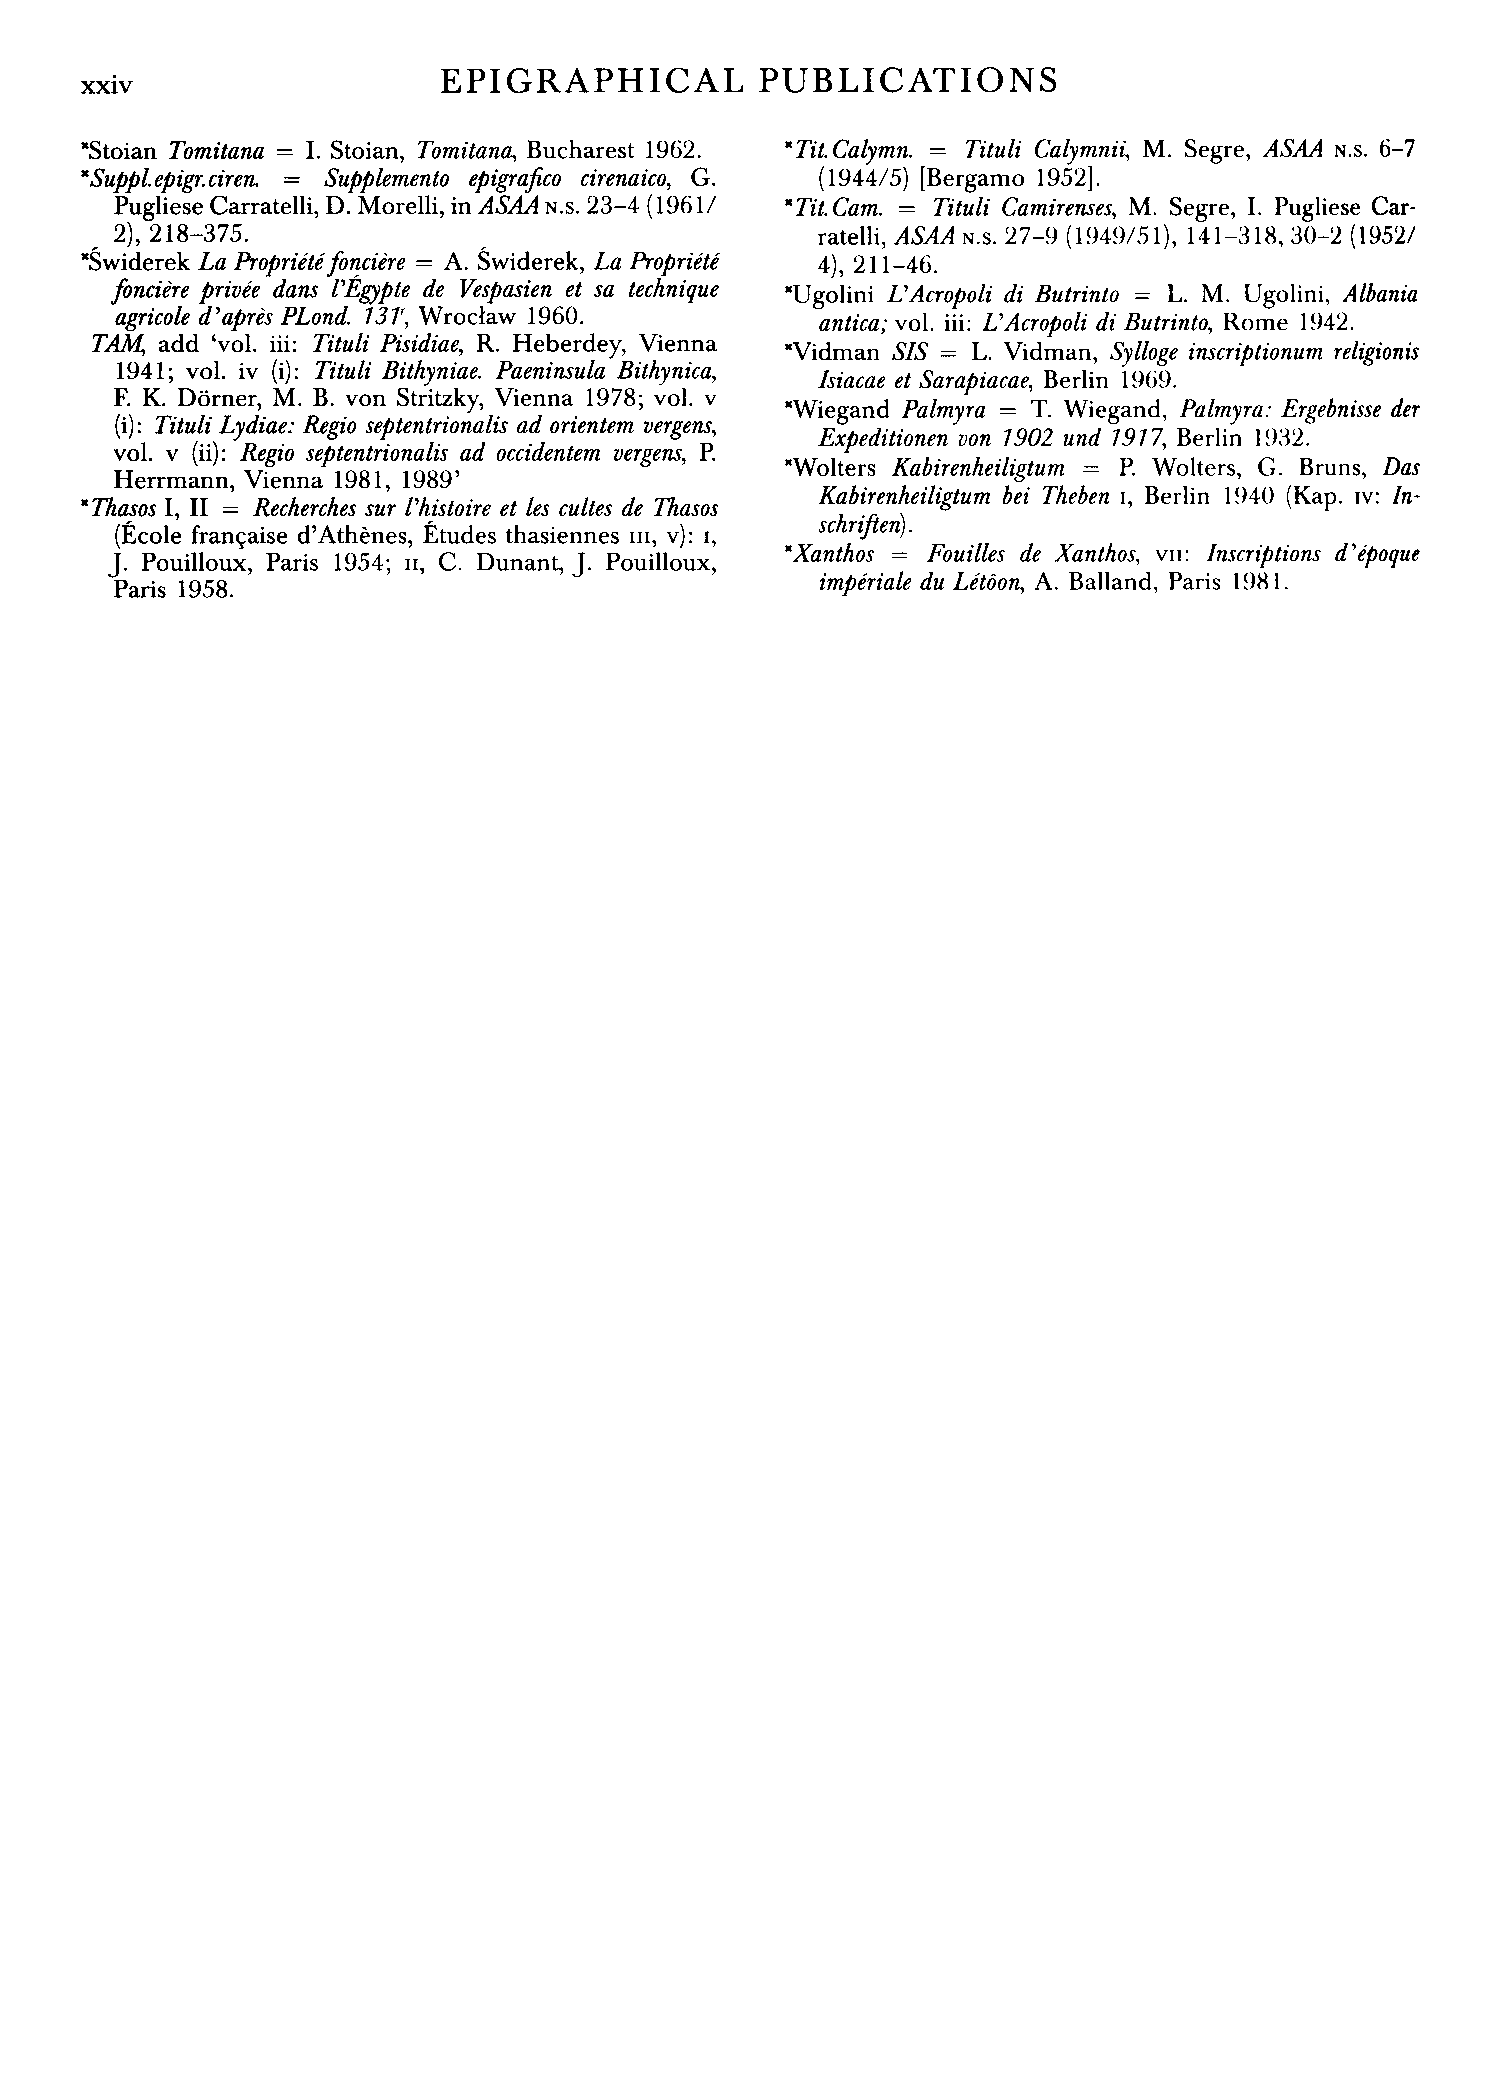 xxiv
EPIGRAPHICAL PUBLICATIONS
*Stoian Tomitana = I. Stoian, Tomitana, Bucharest 1962.
*Suppl.epigr.ciren. = Supplemento epigrafico cirenaico, G.
Pugliese Carratelli, D. Morelli, in ASAA N.S. 23–4 (1961/
2), 218–375.
*Świderek La Propriété foncière = A. Świderek, La Propriété
foncière privée dans l'Égypte de Vespasien et sa technique
agricole d'après PLond. 131ʳ, Wrocław 1960.
TAM, add ‘vol. iii: Tituli Pisidiae, R. Heberdey, Vienna
1941; vol. iv (i): Tituli Bithyniae. Paeninsula Bithynica,
F. K. Dörner, M. B. von Stritzky, Vienna 1978; vol. v
(i): Tituli Lydiae: Regio septentrionalis ad orientem vergens,
vol. v (ii): Regio septentrionalis ad occidentem vergens, P.
Herrmann, Vienna 1981, 1989’
*Thasos I, II = Recherches sur l'histoire et les cultes de Thasos
(École française d'Athènes, Études thasiennes III, v): I,
J. Pouilloux, Paris 1954; II, C. Dunant, J. Pouilloux,
Paris 1958.
*Tit.Calymn. = Tituli Calymnii, M. Segre, ASAA N.S. 6–7
(1944/5) [Bergamo 1952].
*Tit.Cam. = Tituli Camirenses, M. Segre, I. Pugliese Car-
ratelli, ASAA N.S. 27–9 (1949/51), 141–318, 30–2 (1952/
4), 211–46.
*Ugolini L'Acropoli di Butrinto = L. M. Ugolini, Albania
antica; vol. iii: L'Acropoli di Butrinto, Rome 1942.
*Vidman SIS = L. Vidman, Sylloge inscriptionum religionis
Isiacae et Sarapiacae, Berlin 1969.
*Wiegand Palmyra = T. Wiegand, Palmyra: Ergebnisse der
Expeditionen von 1902 und 1917, Berlin 1932.
*Wolters Kabirenheiligtum = P. Wolters, G. Bruns, Das
Kabirenheiligtum bei Theben I, Berlin 1940 (Kap. IV: In-
schriften).
*Xanthos = Fouilles de Xanthos, VII: Inscriptions d'époque
impériale du Létôon, A. Balland, Paris 1981.